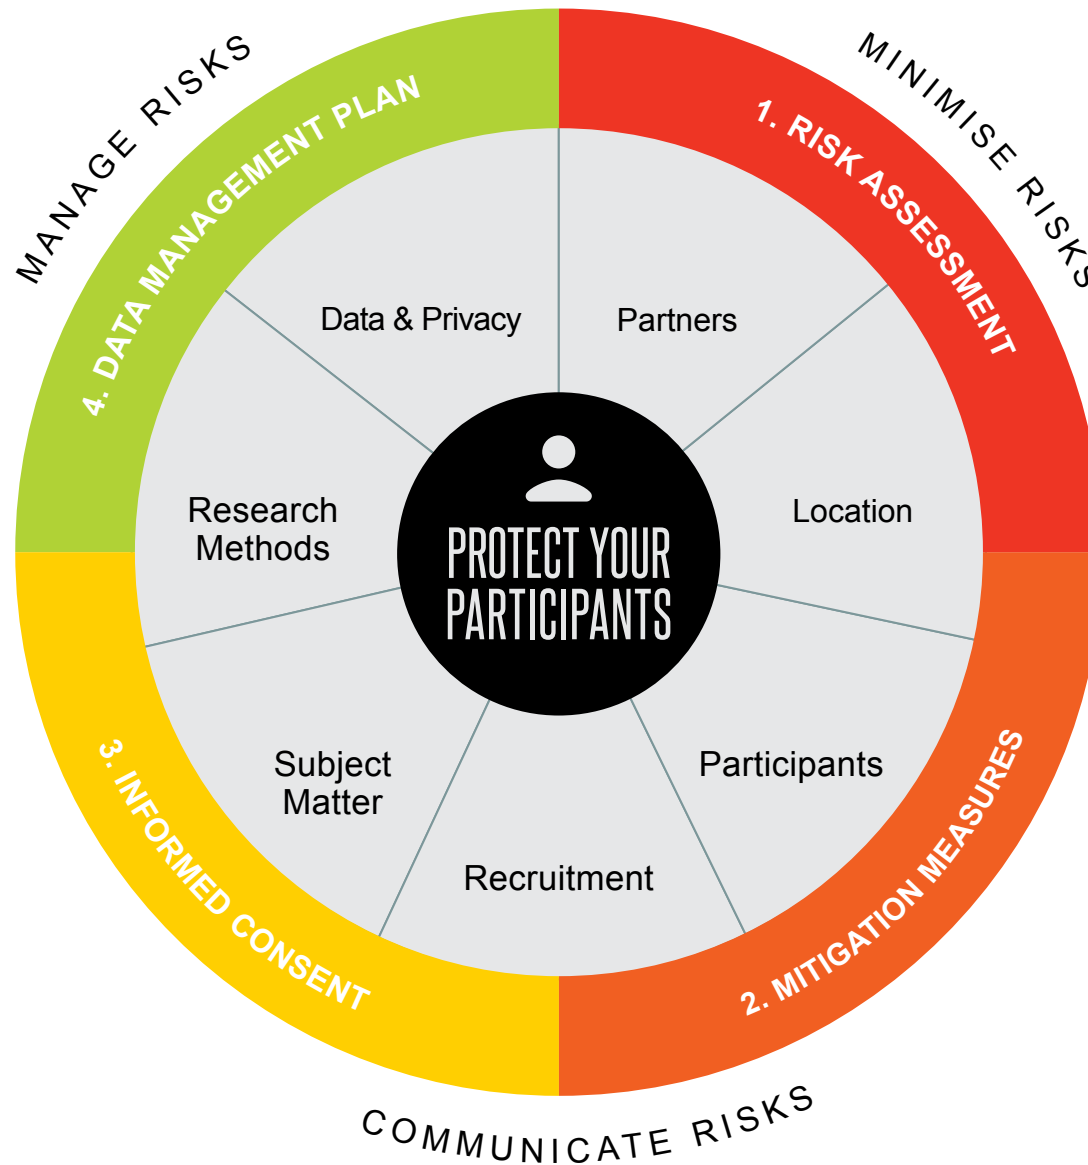 MANAGE RISKS
MINIMISE RISKS
4. DATA MANAGEMENT PLAN
1. RISK ASSESSMENT
Data & Privacy
Partners
Research
Methods
Location
PROTECT YOUR
PARTICIPANTS
Subject
Matter
Participants
Recruitment
3. INFORMED CONSENT
2. MITIGATION MEASURES
COMMUNICATE RISKS